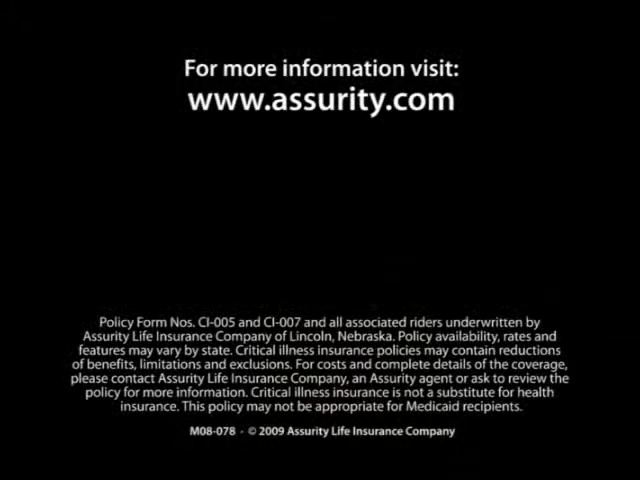 For more information visit:
www.assurity.com
Policy Form Nos. CI-005 and CI-007 and all associated riders underwritten by
Assurity Life Insurance Company of Lincoln, Nebraska. Policy availability, rates and
features may vary by state. Critical illness insurance policies may contain reductions
of benefits, limitations and exclusions. For costs and complete details of the coverage,
please contact Assurity Life Insurance Company, an Assurity agent or ask to review the
policy for more information. Critical illness insurance is not a substitute for health
insurance. This policy may not be appropriate for Medicaid recipients.
M08-078 - © 2009 Assurity Life Insurance Company